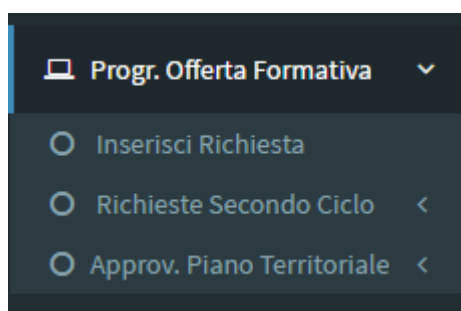 Progr. Offerta Formativa
Inserisci Richiesta
Richieste Secondo Ciclo
Approv. Piano Territoriale